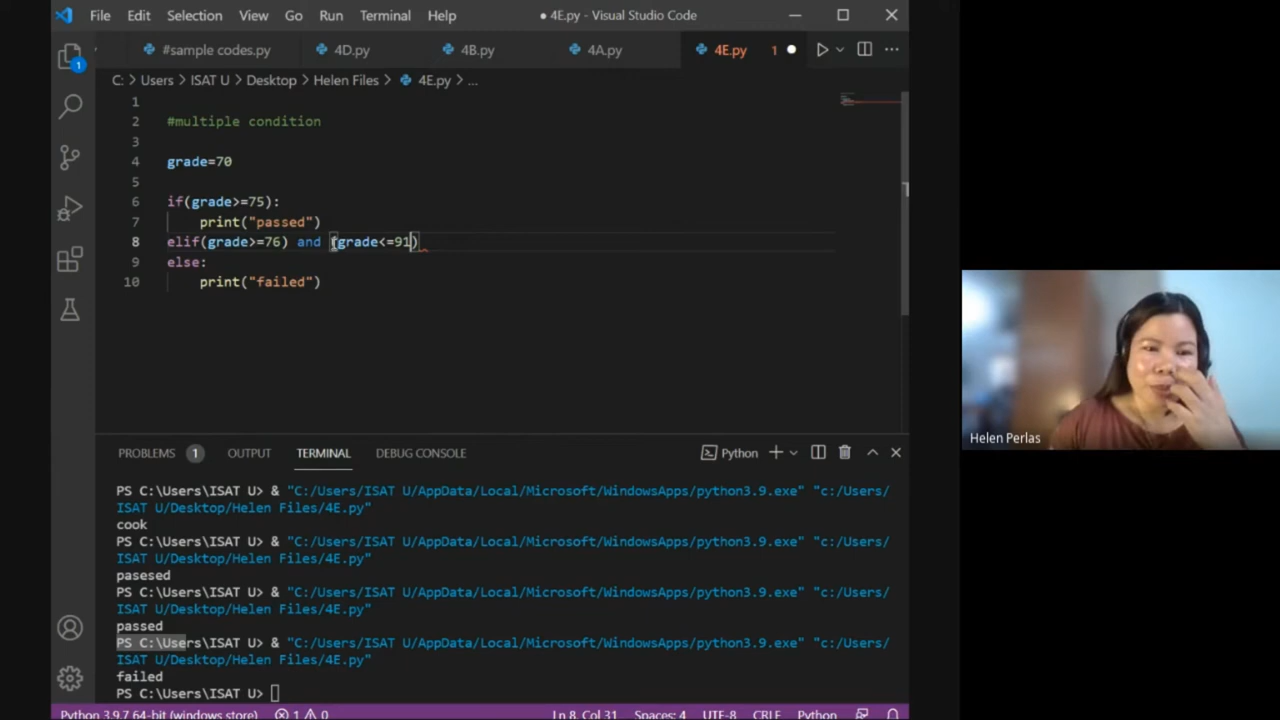 File Edit Selection View Go Run Terminal Help ● 4E.py - Visual Studio Code
#sample codes.py 4D.py 4B.py 4A.py 4E.py 1
C: > Users > ISAT U > Desktop > Helen Files > 4E.py > ...
1
1
2 #multiple condition
3
4 grade=70
5
6 if(grade>=75):
7 print("passed")
8 elif(grade>=76) and (grade<=91)
9 else:
10 print("failed")
Helen Perlas
PROBLEMS 1 OUTPUT TERMINAL DEBUG CONSOLE Python
PS C:\Users\ISAT U> & "C:/Users/ISAT U/AppData/Local/Microsoft/WindowsApps/python3.9.exe" "c:/Users/
ISAT U/Desktop/Helen Files/4E.py"
cook
PS C:\Users\ISAT U> & "C:/Users/ISAT U/AppData/Local/Microsoft/WindowsApps/python3.9.exe" "c:/Users/
ISAT U/Desktop/Helen Files/4E.py"
pasesed
PS C:\Users\ISAT U> & "C:/Users/ISAT U/AppData/Local/Microsoft/WindowsApps/python3.9.exe" "c:/Users/
ISAT U/Desktop/Helen Files/4E.py"
passed
PS C:\Users\ISAT U> & "C:/Users/ISAT U/AppData/Local/Microsoft/WindowsApps/python3.9.exe" "c:/Users/
ISAT U/Desktop/Helen Files/4E.py"
failed
PS C:\Users\ISAT U>
Python 3.9.7 64-bit (windows store) 1 0 Ln 8, Col 31 Spaces: 4 UTF-8 CRLF Python